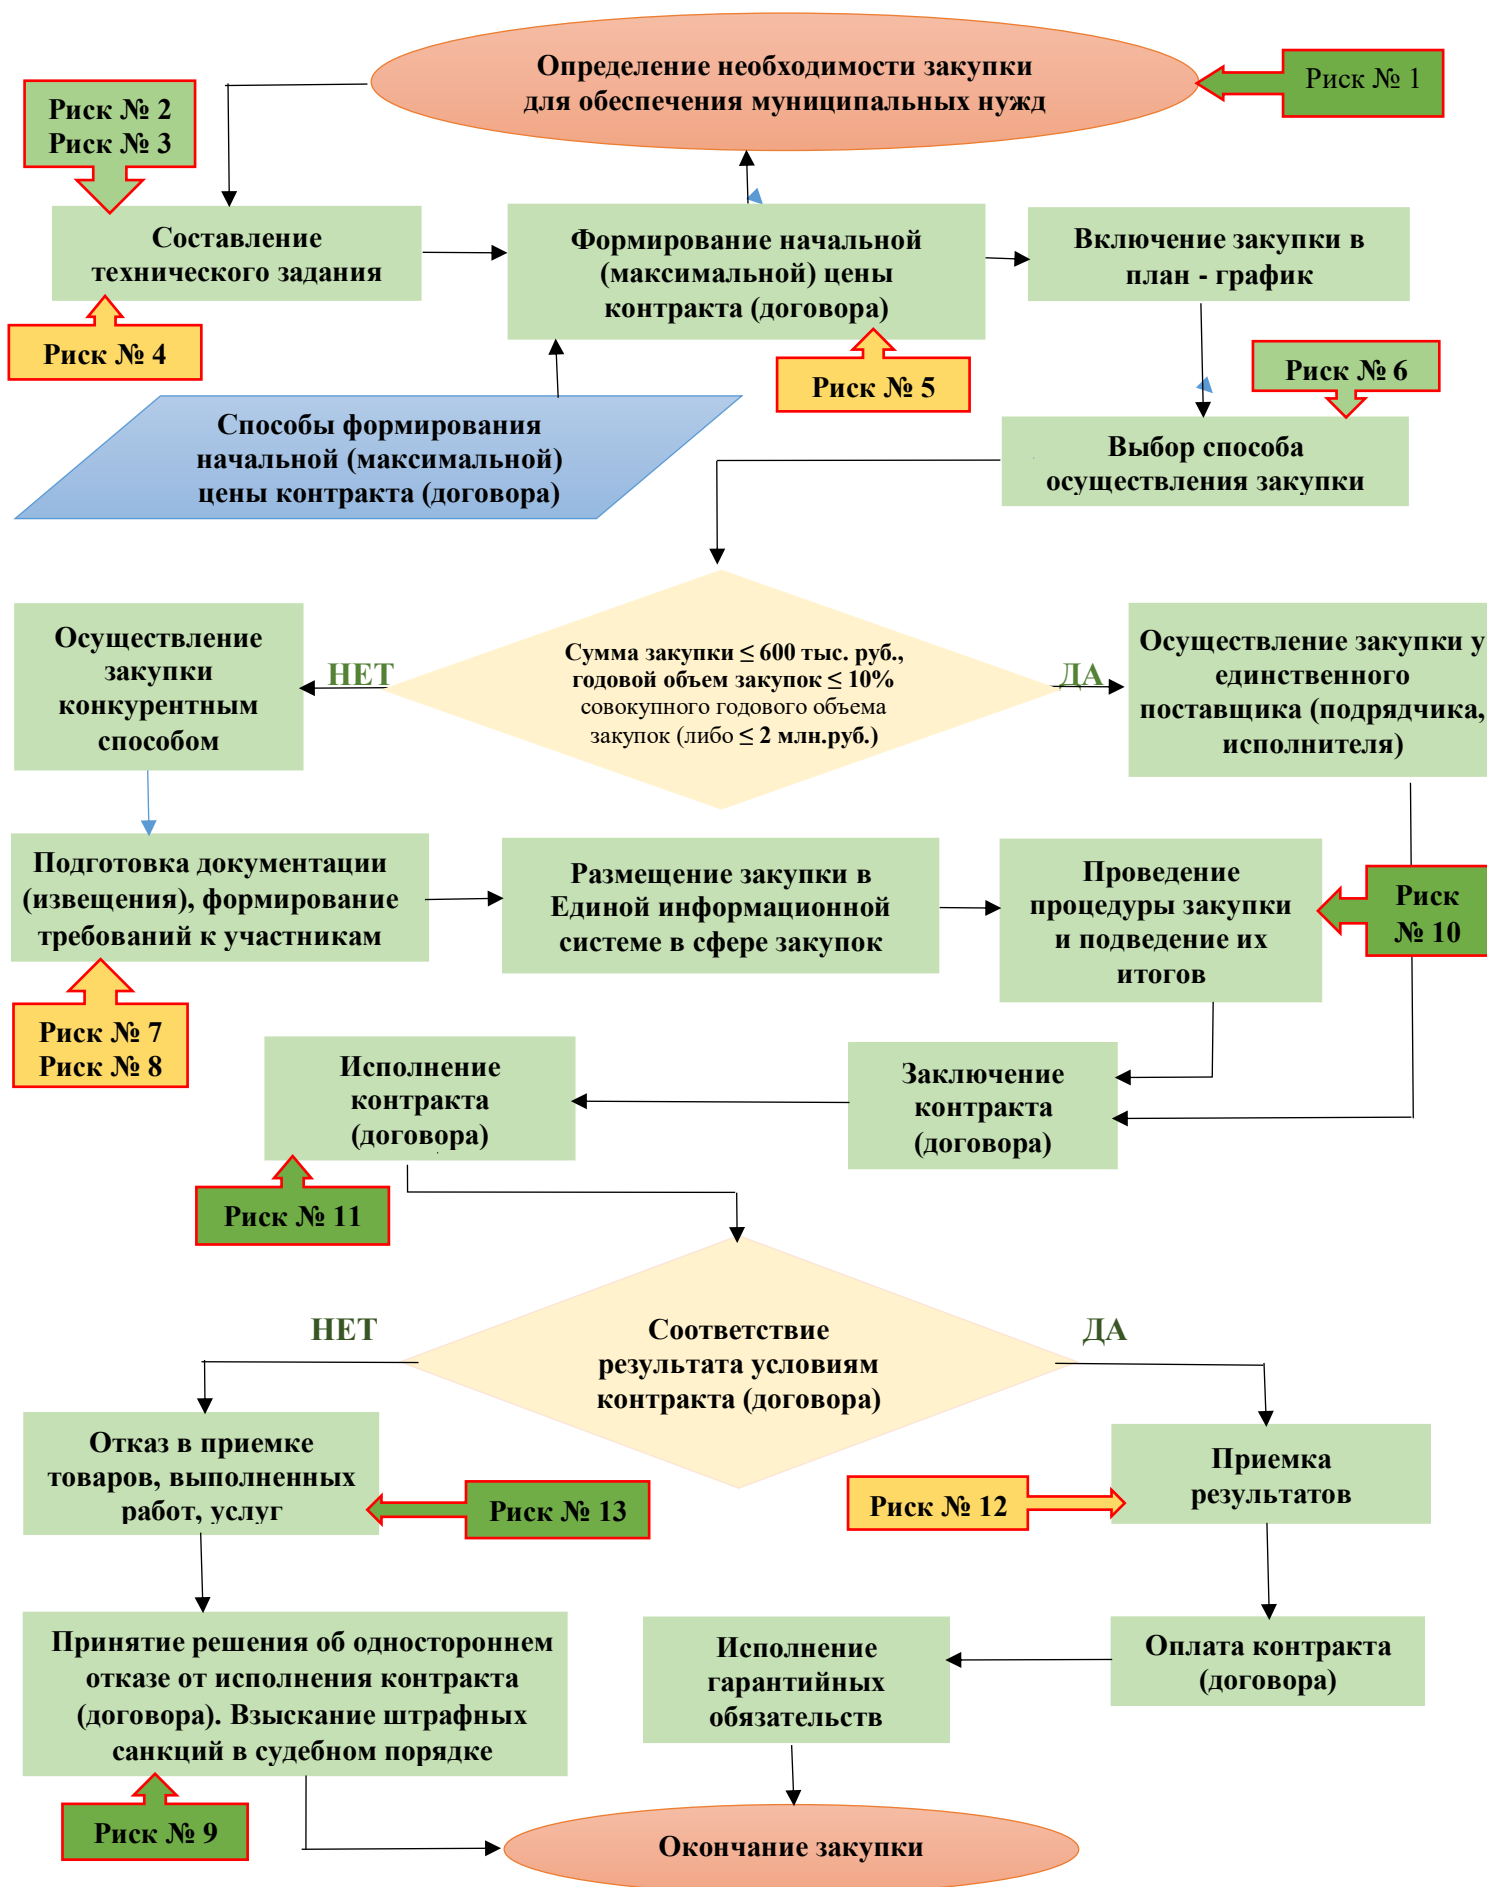 Определение необходимости закупки
для обеспечения муниципальных нужд
Риск № 1
Риск № 2
Риск № 3
Составление
технического задания
Формирование начальной
(максимальной) цены
контракта (договора)
Включение закупки в
план - график
Риск № 4
Риск № 5
Риск № 6
Способы формирования
начальной (максимальной)
цены контракта (договора)
Выбор способа
осуществления закупки
Осуществление
закупки
конкурентным
способом
НЕТ
Сумма закупки ≤ 600 тыс. руб.,
годовой объем закупок ≤ 10%
совокупного годового объема
закупок (либо ≤ 2 млн.руб.)
ДА
Осуществление закупки у
единственного
поставщика (подрядчика,
исполнителя)
Подготовка документации
(извещения), формирование
требований к участникам
Размещение закупки в
Единой информационной
системе в сфере закупок
Проведение
процедуры закупки
и подведение их
итогов
Риск
№ 10
Риск № 7
Риск № 8
Исполнение
контракта
(договора)
Заключение
контракта
(договора)
Риск № 11
НЕТ
Соответствие
результата условиям
контракта (договора)
ДА
Отказ в приемке
товаров, выполненных
работ, услуг
Риск № 13
Риск № 12
Приемка
результатов
Принятие решения об одностороннем
отказе от исполнения контракта
(договора). Взыскание штрафных
санкций в судебном порядке
Исполнение
гарантийных
обязательств
Оплата контракта
(договора)
Риск № 9
Окончание закупки